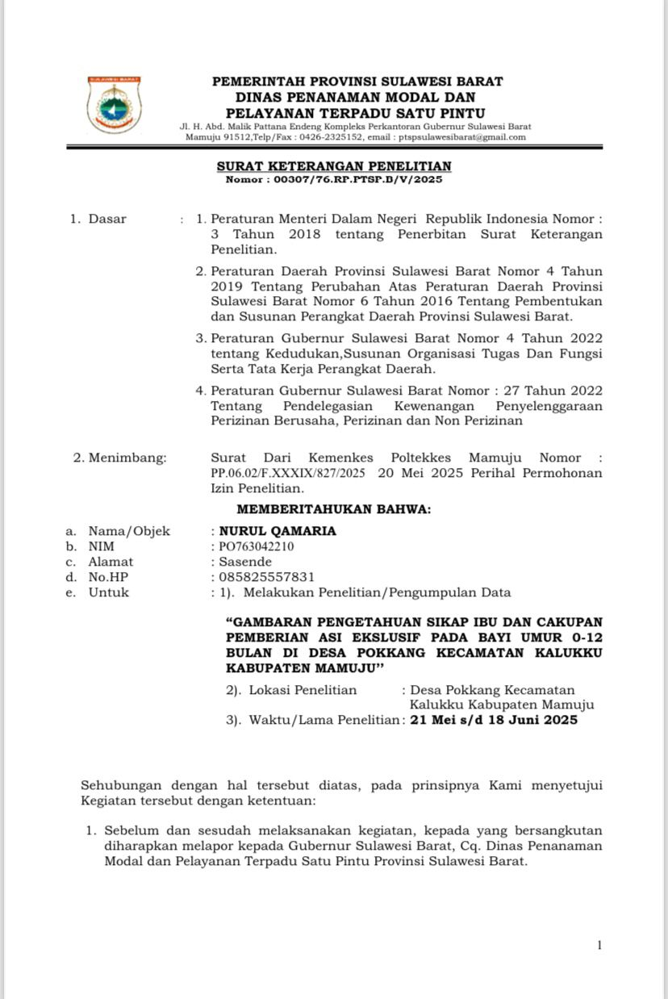 SULAWESI BARAT
PEMERINTAH PROVINSI SULAWESI BARAT
DINAS PENANAMAN MODAL DAN
PELAYANAN TERPADU SATU PINTU
Jl. H. Abd. Malik Pattana Endeng Kompleks Perkantoran Gubernur Sulawesi Barat
Mamuju 91512,Telp/Fax : 0426-2325152, email : ptspsulawesibarat@gmail.com
SURAT KETERANGAN PENELITIAN
Nomor : 00307/76.RP.PTSP.B/V/2025
1. Dasar : 1. Peraturan Menteri Dalam Negeri Republik Indonesia Nomor :
3 Tahun 2018 tentang Penerbitan Surat Keterangan
Penelitian.
2. Peraturan Daerah Provinsi Sulawesi Barat Nomor 4 Tahun
2019 Tentang Perubahan Atas Peraturan Daerah Provinsi
Sulawesi Barat Nomor 6 Tahun 2016 Tentang Pembentukan
dan Susunan Perangkat Daerah Provinsi Sulawesi Barat.
3. Peraturan Gubernur Sulawesi Barat Nomor 4 Tahun 2022
tentang Kedudukan,Susunan Organisasi Tugas Dan Fungsi
Serta Tata Kerja Perangkat Daerah.
4. Peraturan Gubernur Sulawesi Barat Nomor : 27 Tahun 2022
Tentang Pendelegasian Kewenangan Penyelenggaraan
Perizinan Berusaha, Perizinan dan Non Perizinan
2. Menimbang: Surat Dari Kemenkes Poltekkes Mamuju Nomor :
PP.06.02/F.XXXIX/827/2025 20 Mei 2025 Perihal Permohonan
Izin Penelitian.
MEMBERITAHUKAN BAHWA:
a. Nama/Objek : NURUL QAMARIA
b. NIM : PO763042210
c. Alamat : Sasende
d. No.HP : 085825557831
e. Untuk : 1). Melakukan Penelitian/Pengumpulan Data
“GAMBARAN PENGETAHUAN SIKAP IBU DAN CAKUPAN
PEMBERIAN ASI EKSLUSIF PADA BAYI UMUR 0-12
BULAN DI DESA POKKANG KECAMATAN KALUKKU
KABUPATEN MAMUJU’’
2). Lokasi Penelitian : Desa Pokkang Kecamatan
Kalukku Kabupaten Mamuju
3). Waktu/Lama Penelitian : 21 Mei s/d 18 Juni 2025
Sehubungan dengan hal tersebut diatas, pada prinsipnya Kami menyetujui
Kegiatan tersebut dengan ketentuan:
1. Sebelum dan sesudah melaksanakan kegiatan, kepada yang bersangkutan
diharapkan melapor kepada Gubernur Sulawesi Barat, Cq. Dinas Penanaman
Modal dan Pelayanan Terpadu Satu Pintu Provinsi Sulawesi Barat.
1